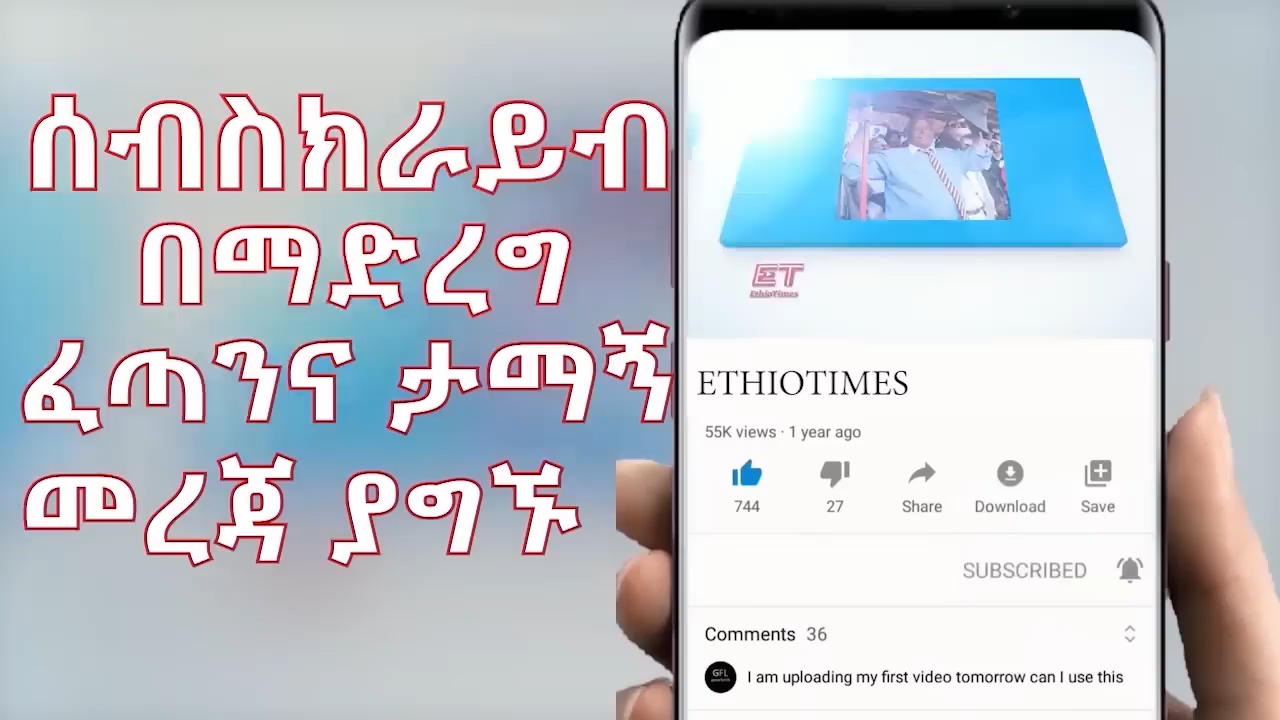 ሰብስክራይብ
በማድረግ
ፈጣንና ታማኝ
መረጃ ያግኙ
ET
EthioTimes
ETHIOTIMES
55K views · 1 year ago
744 27 Share Download Save
SUBSCRIBED
Comments 36
GFL
I am uploading my first video tomorrow can I use this